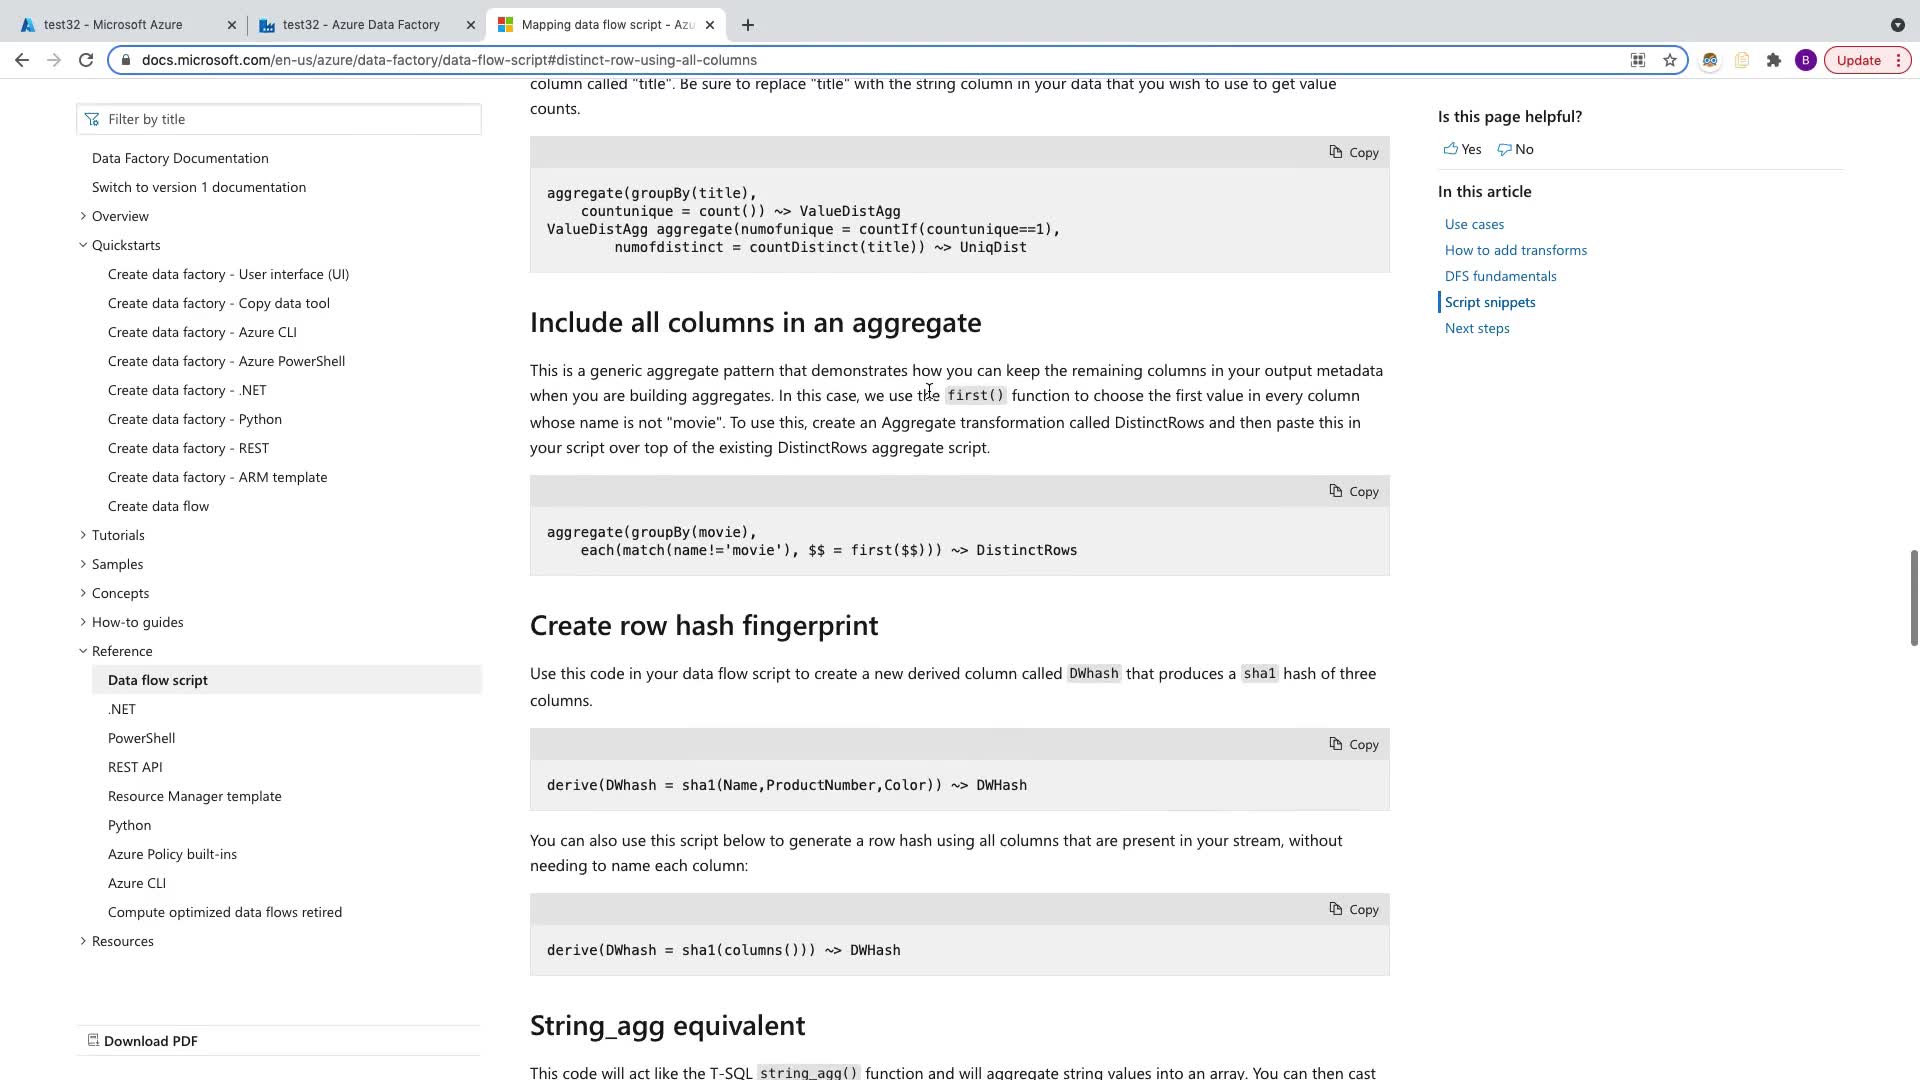 test32 - Microsoft Azure
test32 - Azure Data Factory
Mapping data flow script - Azu
docs.microsoft.com/en-us/azure/data-factory/data-flow-script#distinct-row-using-all-columns
B
Update
Filter by title
Data Factory Documentation
Switch to version 1 documentation
Overview
Quickstarts
Create data factory - User interface (UI)
Create data factory - Copy data tool
Create data factory - Azure CLI
Create data factory - Azure PowerShell
Create data factory - .NET
Create data factory - Python
Create data factory - REST
Create data factory - ARM template
Create data flow
Tutorials
Samples
Concepts
How-to guides
Reference
Data flow script
.NET
PowerShell
REST API
Resource Manager template
Python
Azure Policy built-ins
Azure CLI
Compute optimized data flows retired
Resources
Download PDF
column called "title". Be sure to replace "title" with the string column in your data that you wish to use to get value
counts.
Copy
aggregate(groupBy(title),
countunique = count()) ~> ValueDistAgg
ValueDistAgg aggregate(numofunique = countIf(countunique==1),
numofdistinct = countDistinct(title)) ~> UniqDist
Include all columns in an aggregate
This is a generic aggregate pattern that demonstrates how you can keep the remaining columns in your output metadata
when you are building aggregates. In this case, we use the first() function to choose the first value in every column
whose name is not "movie". To use this, create an Aggregate transformation called DistinctRows and then paste this in
your script over top of the existing DistinctRows aggregate script.
Copy
aggregate(groupBy(movie),
each(match(name!='movie'), $$ = first($$))) ~> DistinctRows
Create row hash fingerprint
Use this code in your data flow script to create a new derived column called DWhash that produces a sha1 hash of three
columns.
Copy
derive(DWhash = sha1(Name,ProductNumber,Color)) ~> DWHash
You can also use this script below to generate a row hash using all columns that are present in your stream, without
needing to name each column:
Copy
derive(DWhash = sha1(columns())) ~> DWHash
String_agg equivalent
This code will act like the T-SQL string_agg() function and will aggregate string values into an array. You can then cast
Is this page helpful?
Yes No
In this article
Use cases
How to add transforms
DFS fundamentals
Script snippets
Next steps